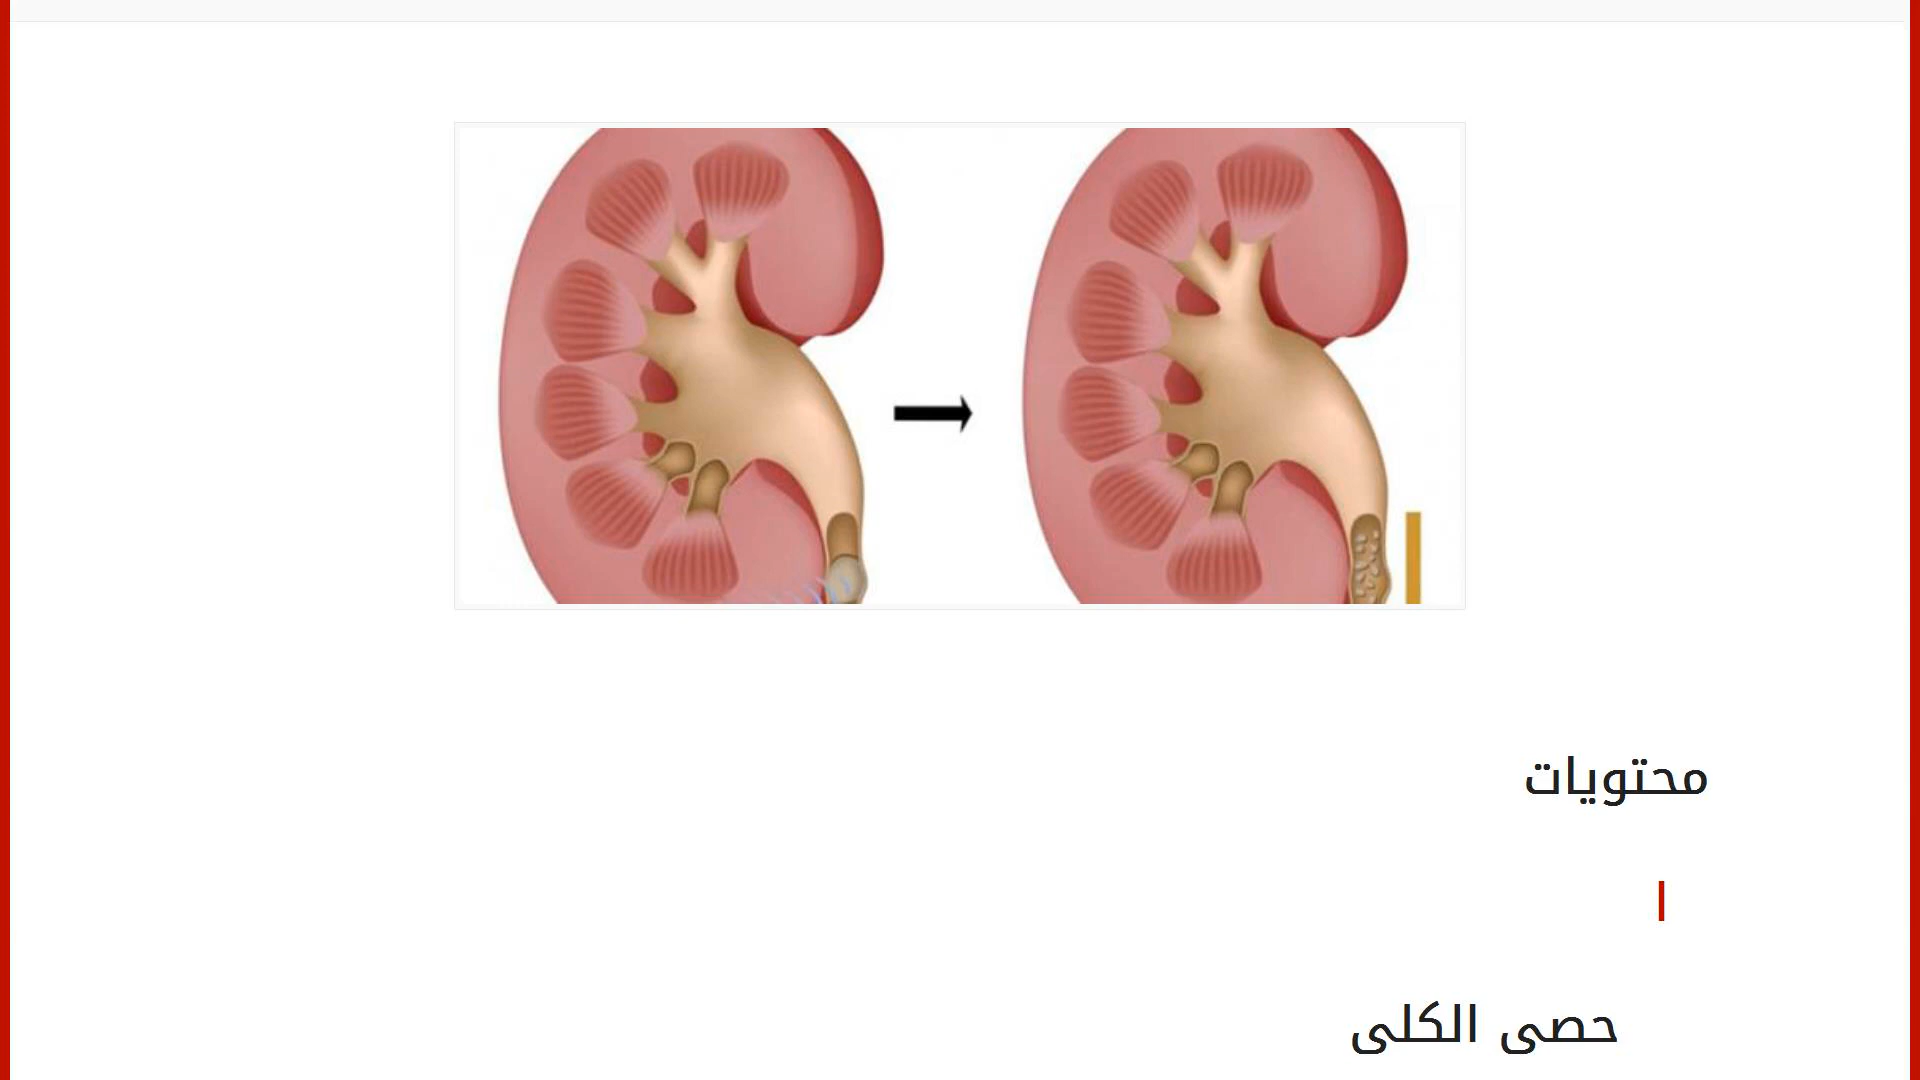 محتويات
ا
حصى الكلى